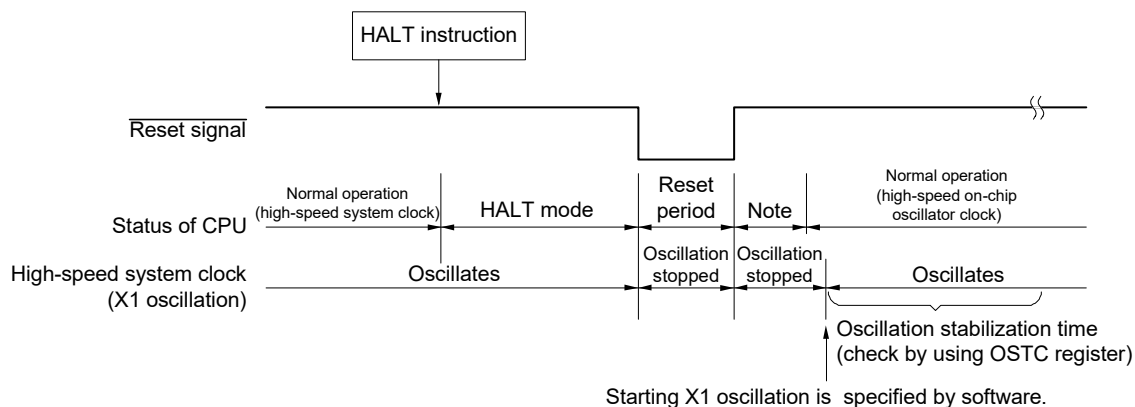 HALT instruction
Reset signal
Status of CPU
Normal operation
(high-speed system clock)
HALT mode
Reset
period
Note
Normal operation
(high-speed on-chip
oscillator clock)
High-speed system clock
(X1 oscillation)
Oscillates
Oscillation
stopped
Oscillation
stopped
Oscillates
Oscillation stabilization time
(check by using OSTC register)
Starting X1 oscillation is specified by software.